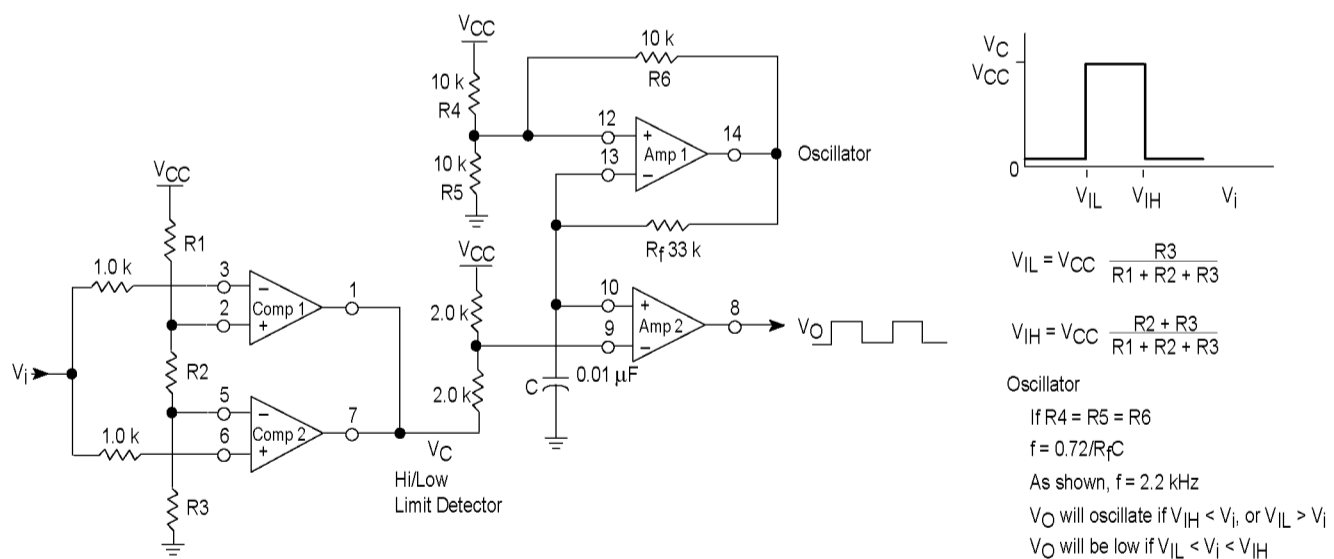 VCC
10 k
R4
10 k
R5
10 k
R6
12
13
+
−
Amp 1
14
Oscillator
Rf 33 k
VCC
R1
1.0 k
3
2
−
+
Comp 1
1
Vi
R2
5
6
−
+
Comp 2
7
1.0 k
R3
VCC
2.0 k
2.0 k
VC
Hi/Low
Limit Detector
10
9
+
−
Amp 2
8
VO
C
0.01 µF
VC
VCC
0
VIL
VIH
Vi
VIL = VCC R3 / R1 + R2 + R3
VIH = VCC R2 + R3 / R1 + R2 + R3
Oscillator
If R4 = R5 = R6
f = 0.72/RfC
As shown, f = 2.2 kHz
VO will oscillate if VIH < Vi, or VIL > Vi
VO will be low if VIL < Vi < VIH